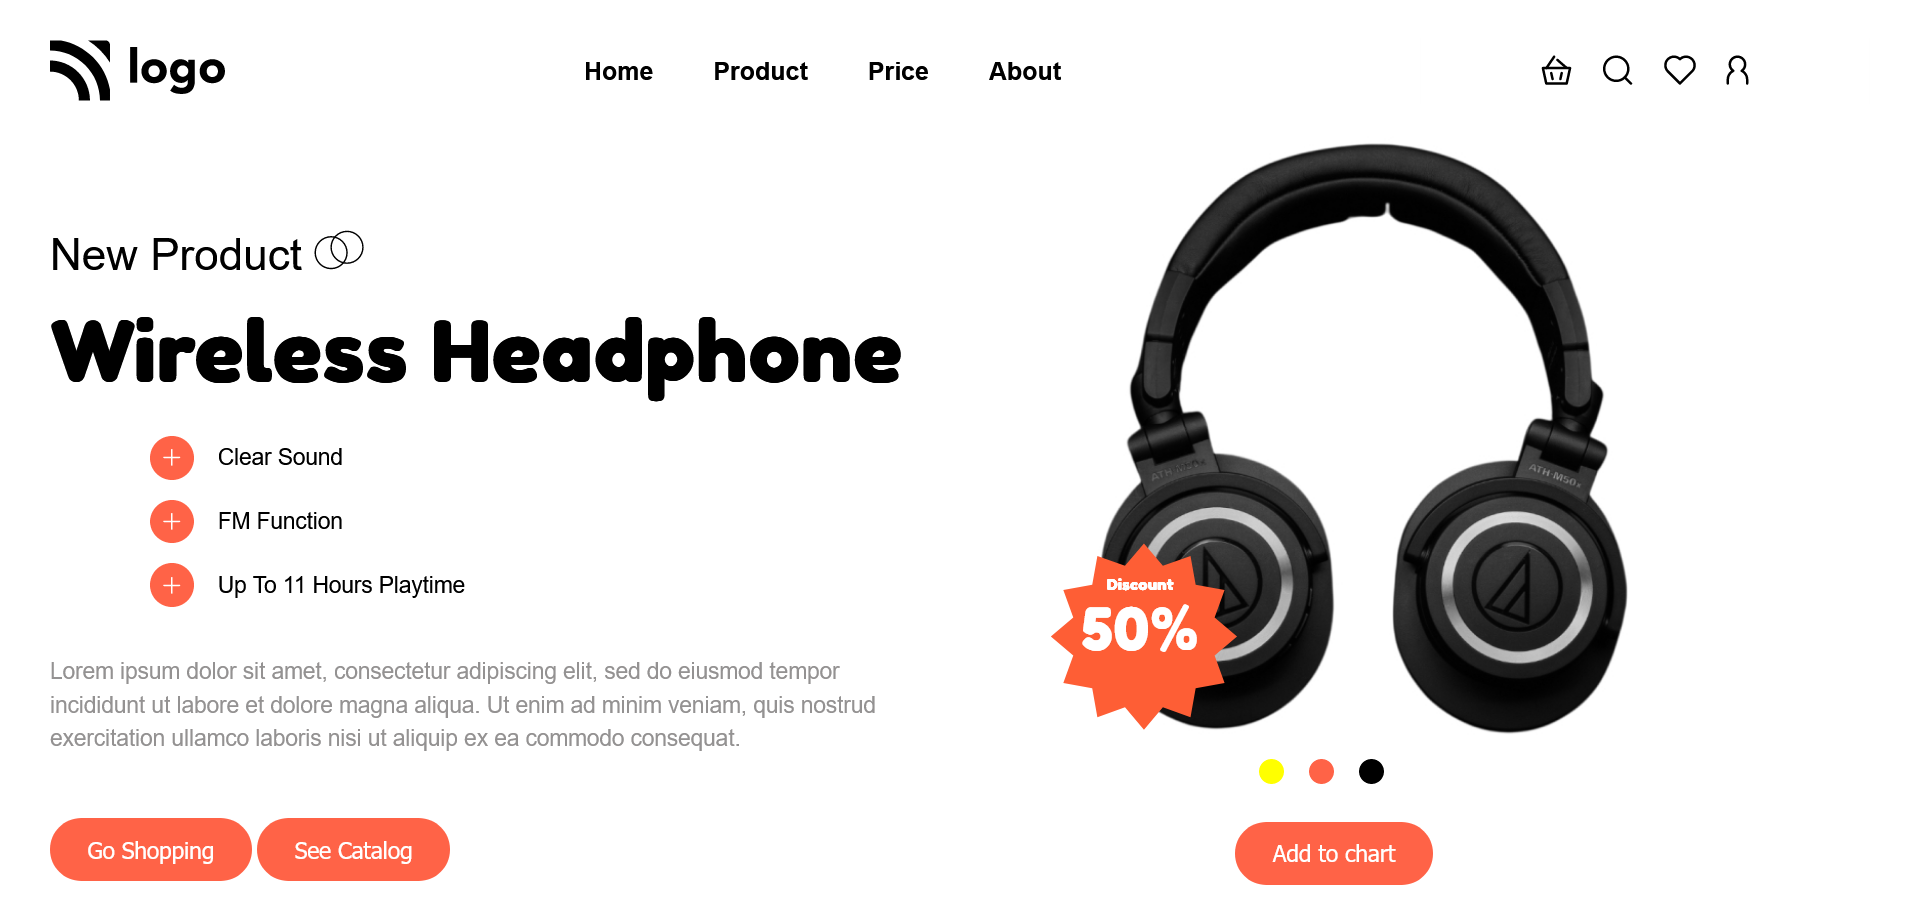 logo
Home
Product
Price
About
New Product
Wireless Headphone
Clear Sound
FM Function
Up To 11 Hours Playtime
Lorem ipsum dolor sit amet, consectetur adipiscing elit, sed do eiusmod tempor
incididunt ut labore et dolore magna aliqua. Ut enim ad minim veniam, quis nostrud
exercitation ullamco laboris nisi ut aliquip ex ea commodo consequat.
Go Shopping
See Catalog
ATH-M50x
ATH-M50x
Discount
50%
Add to chart